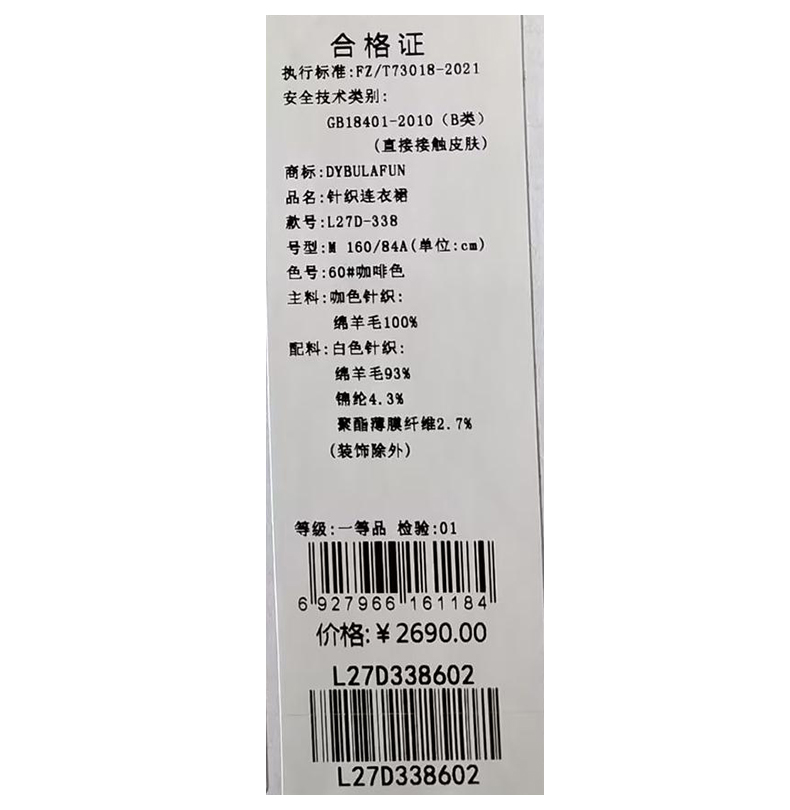 合格证
执行标准:FZ/T73018-2021
安全技术类别:
GB18401-2010（B类）
(直接接触皮肤)
商标:DYBULAFUN
品名:针织连衣裙
款号:L27D-338
号型:M 160/84A(单位:cm)
色号:60#咖啡色
主料:咖色针织:
绵羊毛100%
配料:白色针织:
绵羊毛93%
锦纶4.3%
聚酯薄膜纤维2.7%
(装饰除外)
等级:一等品 检验:01
6 927966 161184
价格:￥2690.00
L27D338602
L27D338602